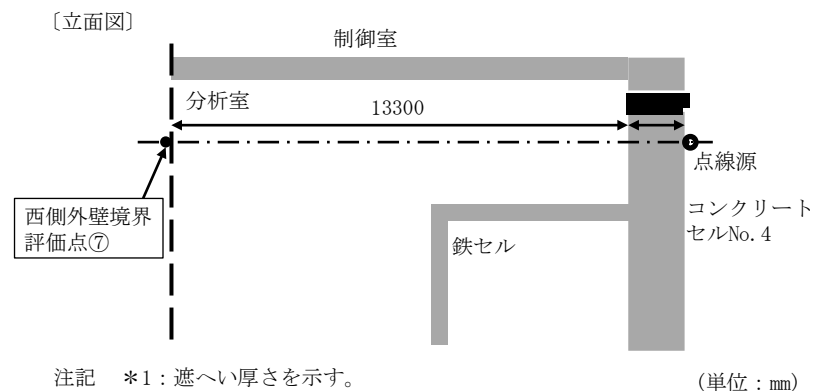 〔立面図〕
制御室
分析室
13300
点線源
西側外壁境界
評価点⑦
コンクリート
セルNo.4
鉄セル
注記 *1：遮へい厚さを示す。
(単位：mm)